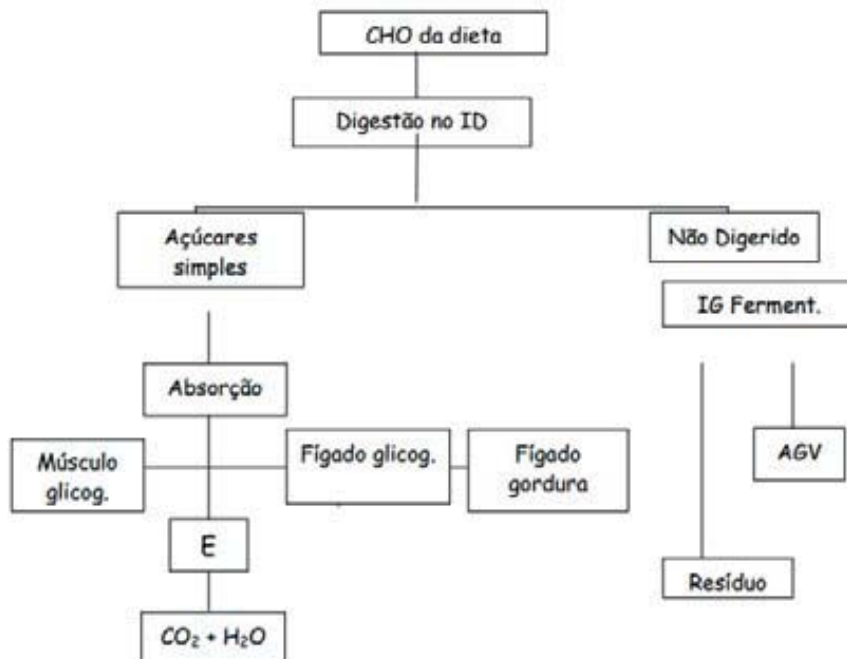 CHO da dieta
Digestão no ID
Açúcares
simples
Não Digerido
IG Ferment.
Absorção
Músculo
glicog.
Fígado glicog.
Fígado
gordura
AGV
E
Resíduo
CO₂ + H₂O